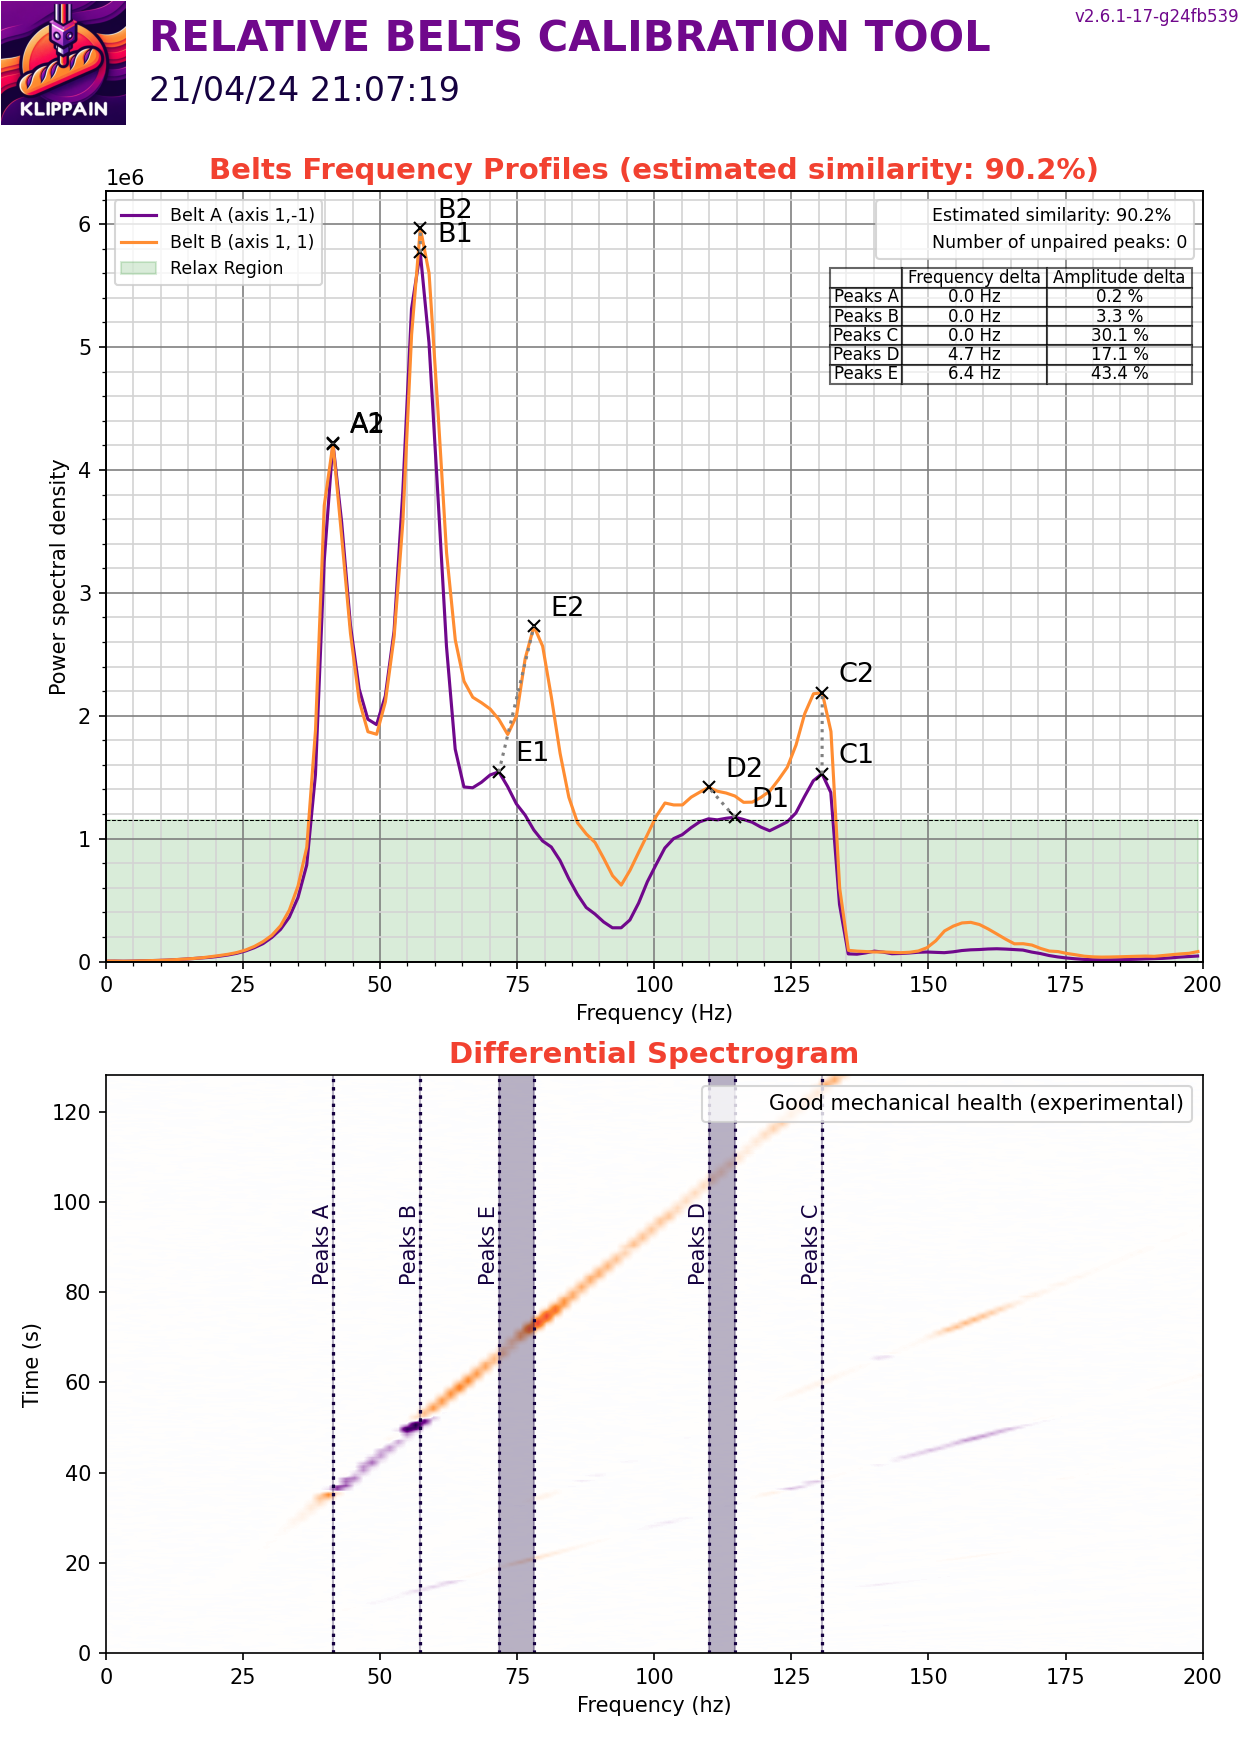 KLIPPAIN
RELATIVE BELTS CALIBRATION TOOL
21/04/24 21:07:19
v2.6.1-17-g24fb539
Belts Frequency Profiles (estimated similarity: 90.2%)
1e6
Belt A (axis 1,-1)
Belt B (axis 1, 1)
Relax Region
Estimated similarity: 90.2%
Number of unpaired peaks: 0
Frequency delta Amplitude delta
Peaks A 0.0 Hz 0.2 %
Peaks B 0.0 Hz 3.3 %
Peaks C 0.0 Hz 30.1 %
Peaks D 4.7 Hz 17.1 %
Peaks E 6.4 Hz 43.4 %
B2
B1
A1
A2
E2
E1
C2
C1
D2
D1
Power spectral density
6
5
4
3
2
1
0
0 25 50 75 100 125 150 175 200
Frequency (Hz)
Differential Spectrogram
Good mechanical health (experimental)
Peaks A
Peaks B
Peaks E
Peaks D
Peaks C
Time (s)
120
100
80
60
40
20
0
0 25 50 75 100 125 150 175 200
Frequency (hz)